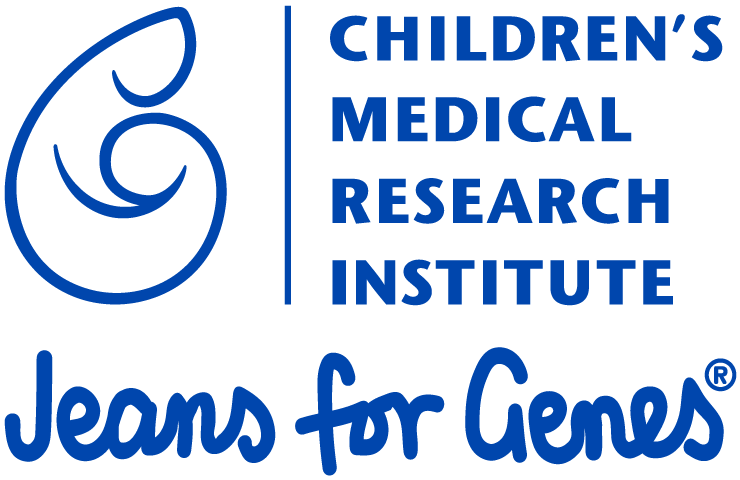 CHILDREN’S
MEDICAL
RESEARCH
INSTITUTE
Jeans for Genes®